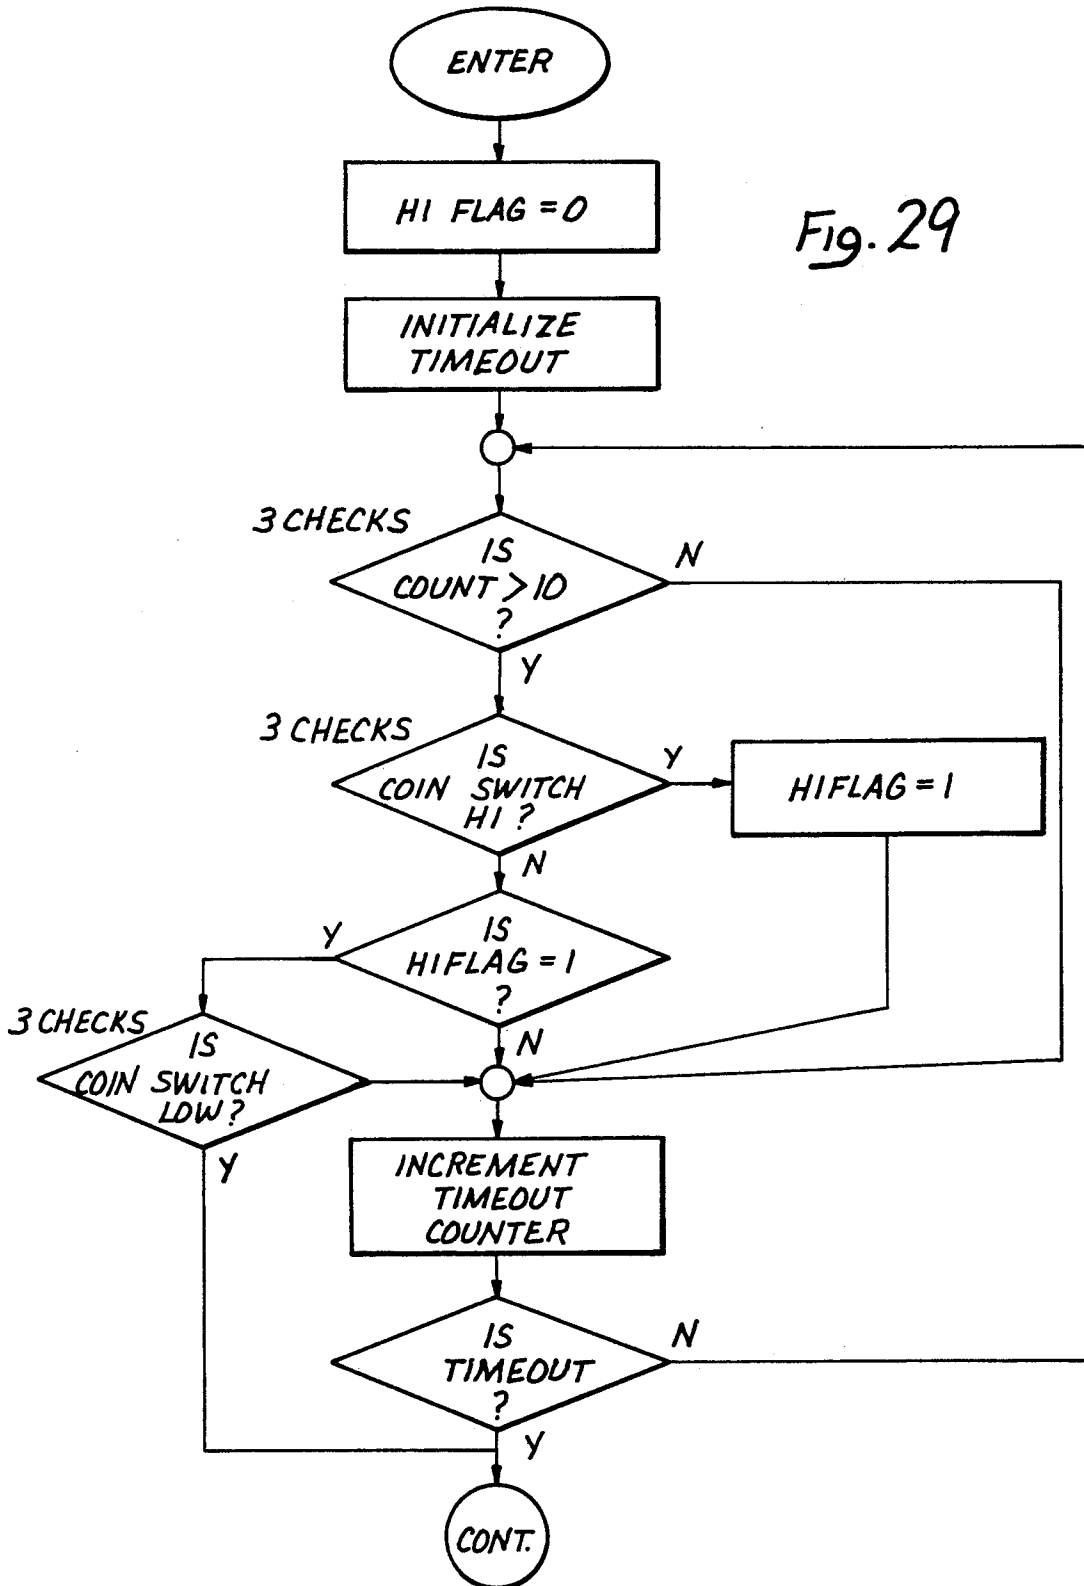 ENTER
HI FLAG = 0
Fig. 29
INITIALIZE
TIMEOUT
3 CHECKS
IS
COUNT > 10
?
N
Y
3 CHECKS
IS
COIN SWITCH
HI ?
Y
HIFLAG = 1
N
IS
HIFLAG = 1
?
Y
N
3 CHECKS
IS
COIN SWITCH
LOW ?
Y
INCREMENT
TIMEOUT
COUNTER
IS
TIMEOUT
?
N
Y
CONT.